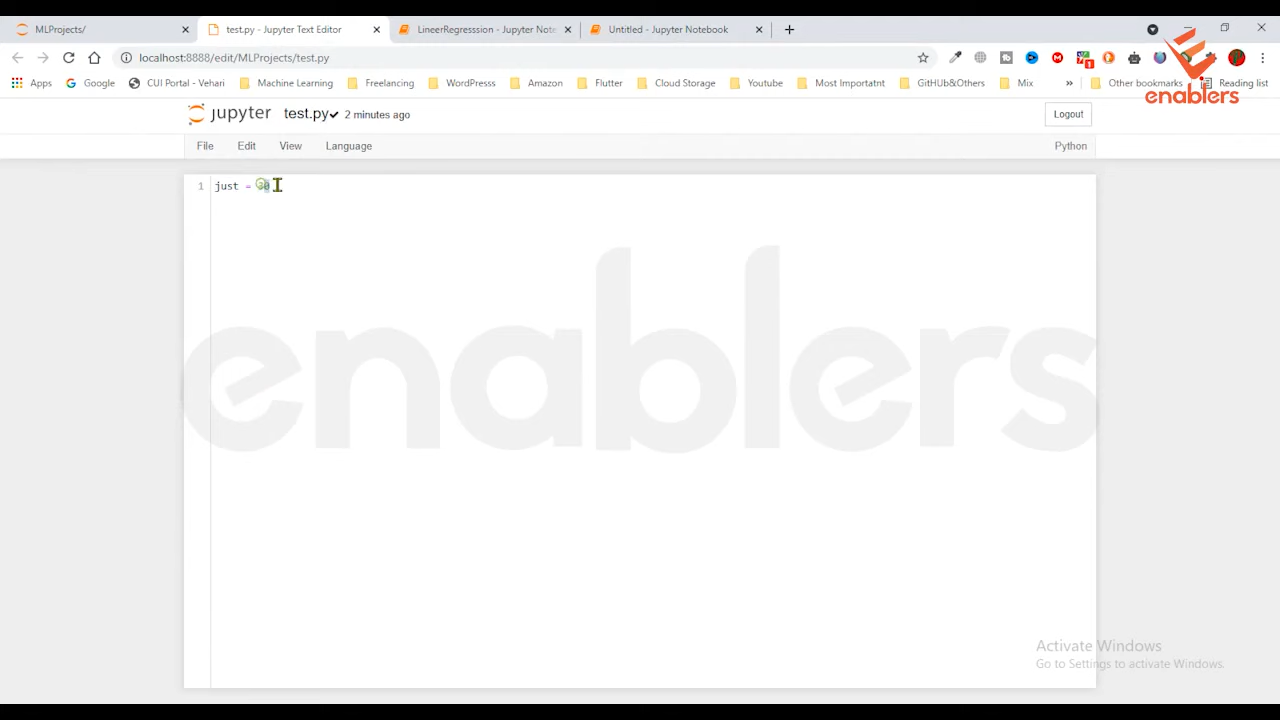 MLProjects/
test.py - Jupyter Text Editor
LineerRegresssion - Jupyter Note
Untitled - Jupyter Notebook
localhost:8888/edit/MLProjects/test.py
Apps
Google
CUI Portal - Vehari
Machine Learning
Freelancing
WordPresss
Amazon
Flutter
Cloud Storage
Youtube
Most Importatnt
GitHUb&Others
Mix
»
Other bookmarks
Reading list
enablers
jupyter test.py 2 minutes ago
Logout
File Edit View Language
Python
1 just = 30
enablers
Activate Windows
Go to Settings to activate Windows.